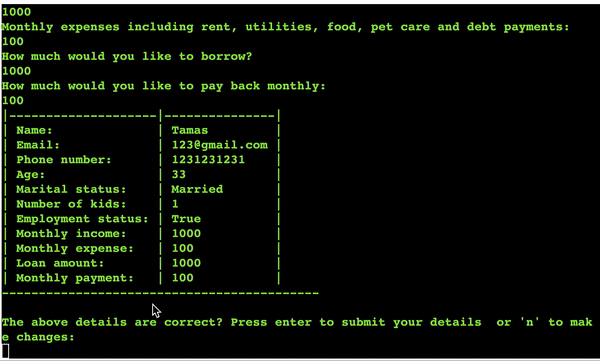 1000
Monthly expenses including rent, utilities, food, pet care and debt payments:
100
How much would you like to borrow?
1000
How much would you like to pay back monthly:
100
|--------------------|---------------|
| Name:              | Tamas         |
| Email:             | 123@gmail.com |
| Phone number:      | 1231231231    |
| Age:               | 33            |
| Marital status:    | Married       |
| Number of kids:    | 1             |
| Employment status: | True          |
| Monthly income:    | 1000          |
| Monthly expense:   | 100           |
| Loan amount:       | 1000          |
| Monthly payment:   | 100           |
-------------------------------------------
The above details are correct? Press enter to submit your details  or 'n' to mak
e changes: